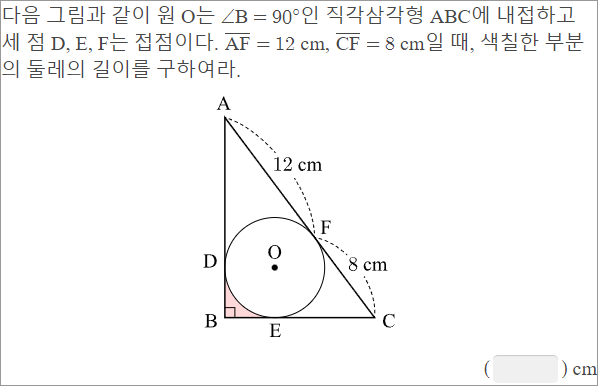 다음 그림과 같이 원 O는 ∠B = 90°인 직각삼각형 ABC에 내접하고
세 점 D, E, F는 접점이다. A͞F = 12 cm, C͞F = 8 cm일 때, 색칠한 부분
의 둘레의 길이를 구하여라.
A
12 cm
F
D
O
8 cm
B
E
C
( ) cm